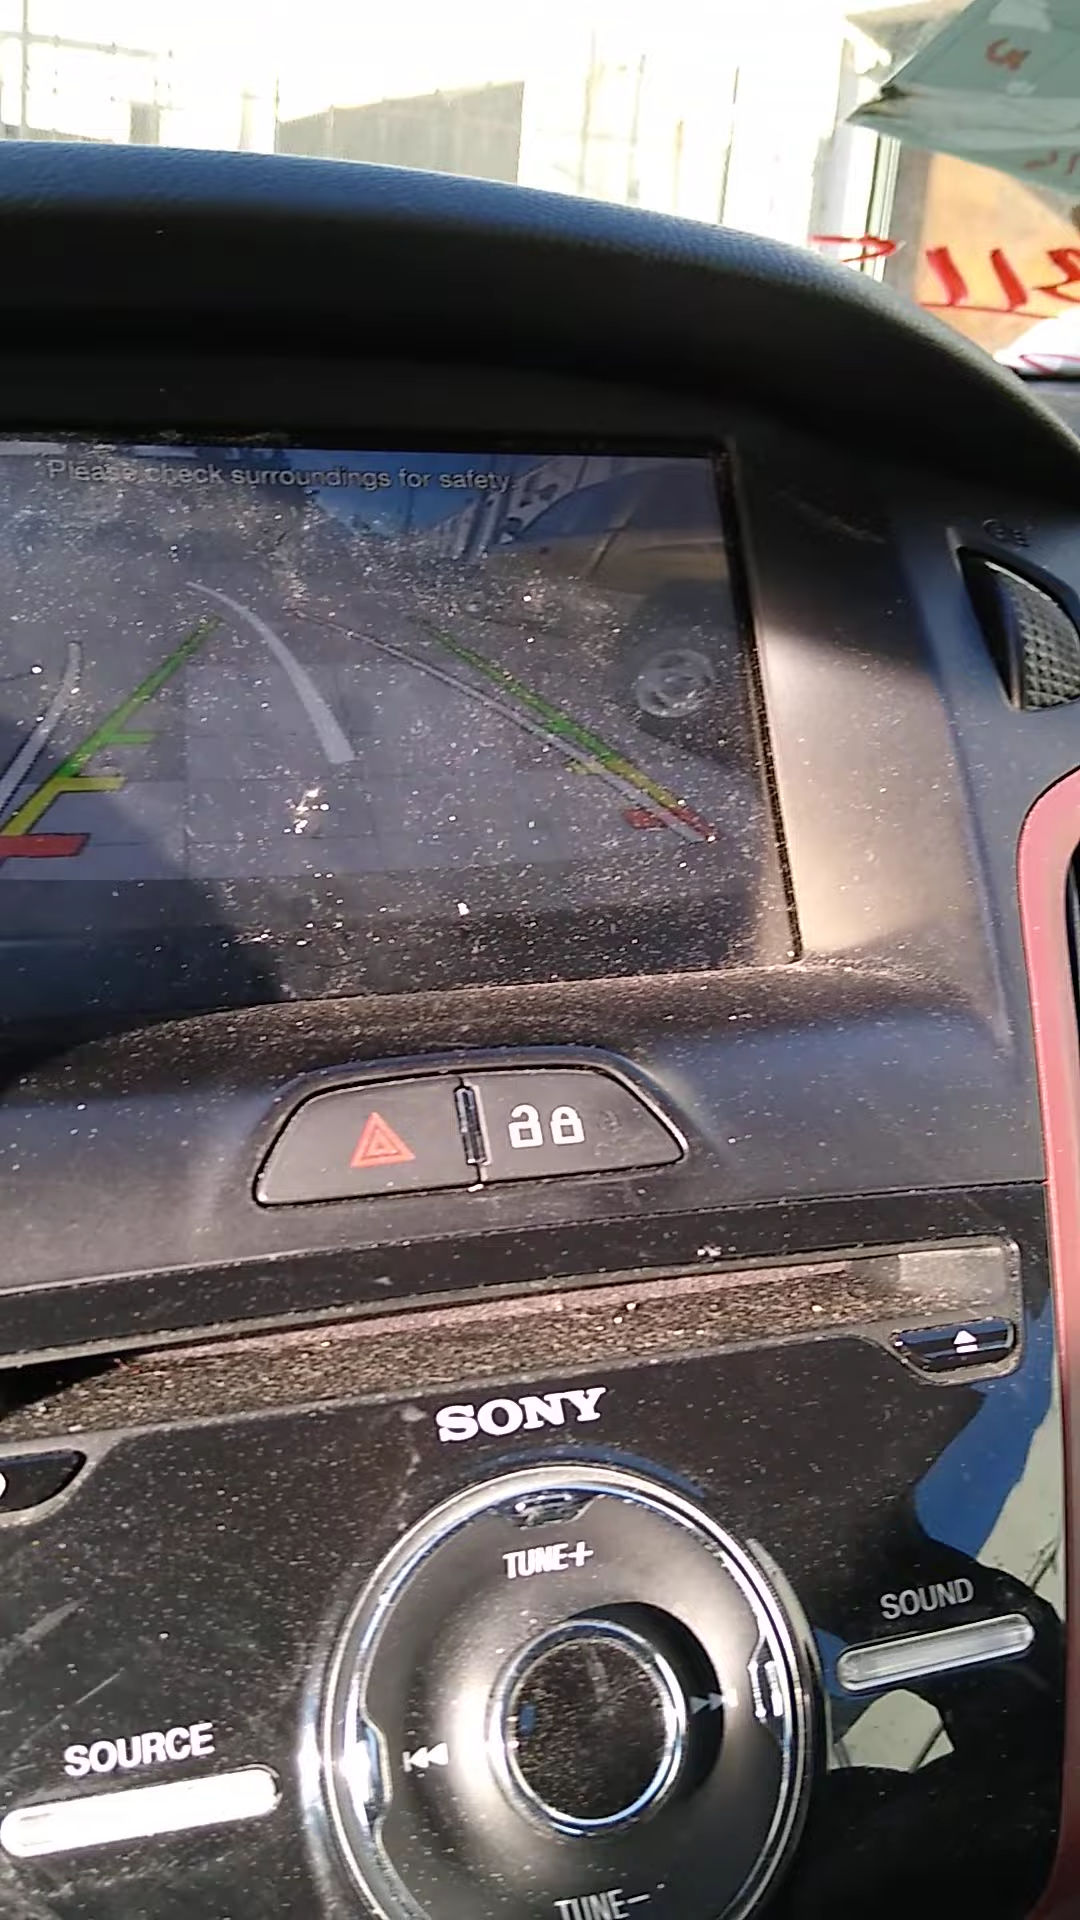 Please check surroundings for safety.
SONY
TUNE+
SOUND
SOURCE
TUNE-